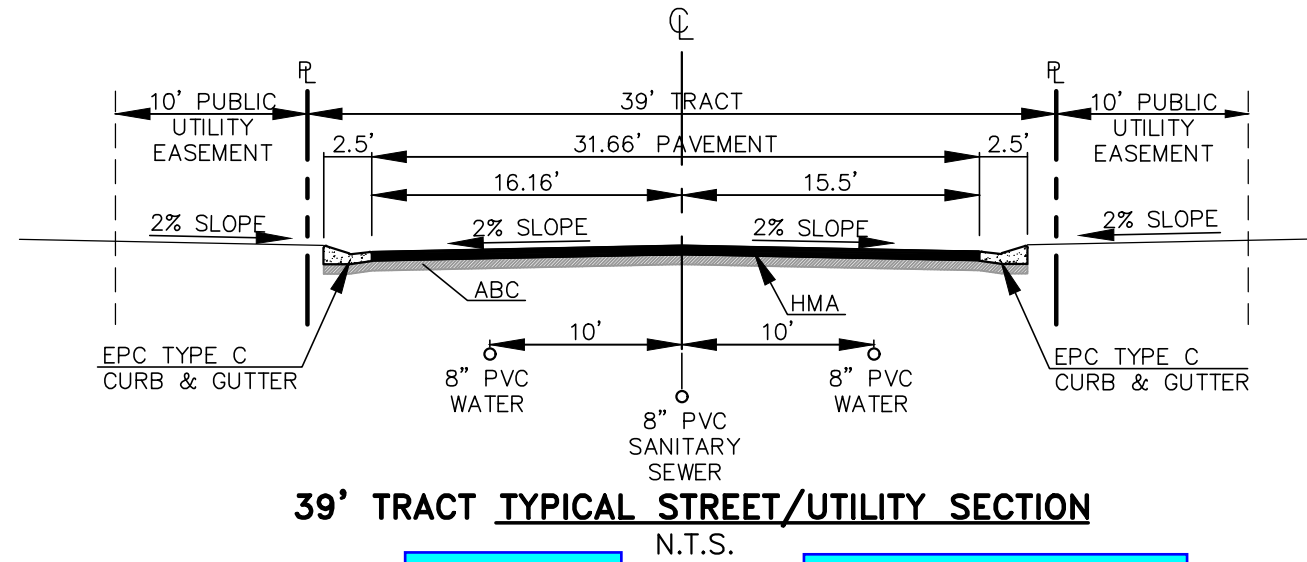 ℄
⅊
⅊
10' PUBLIC
UTILITY
EASEMENT
39' TRACT
10' PUBLIC
UTILITY
EASEMENT
2.5'
31.66' PAVEMENT
2.5'
16.16'
15.5'
2% SLOPE
2% SLOPE
2% SLOPE
2% SLOPE
ABC
HMA
10'
10'
EPC TYPE C
CURB & GUTTER
EPC TYPE C
CURB & GUTTER
8" PVC
WATER
8" PVC
WATER
8" PVC
SANITARY
SEWER
39' TRACT TYPICAL STREET/UTILITY SECTION
N.T.S.